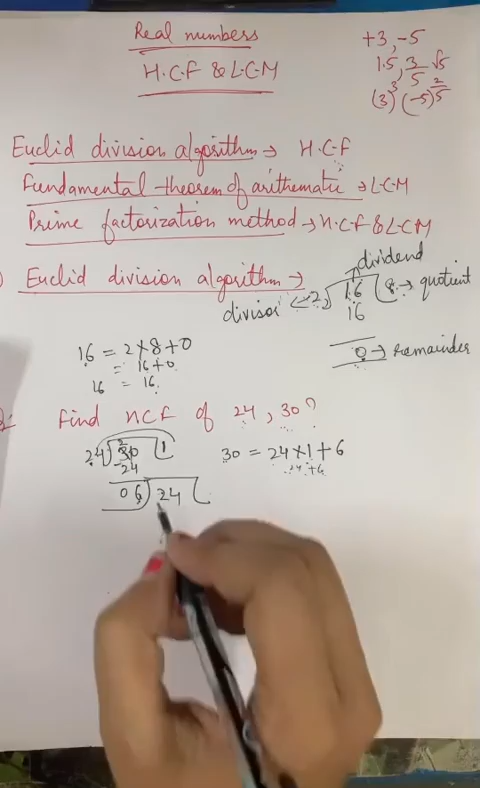 Real numbers
H.C.F & L.C.M
+3, -5
1.5, 3/5 √5
(3)³ (-5)^2/5
Euclid division algorithm → H.C.F
Fundamental theorem of arithematic → L.C.M
Prime factorization method → H.C.F & L.C.M
Euclid division algorithm →
dividend
divisor ← 2) 16 ( 8 → quotient
16
0 → Remainder
16 = 2×8+0
= 16+0
16 = 16
Find HCF of 24, 30?
24) 30 ( 1
-24
06) 24 (
30 = 24×1+6
24+6